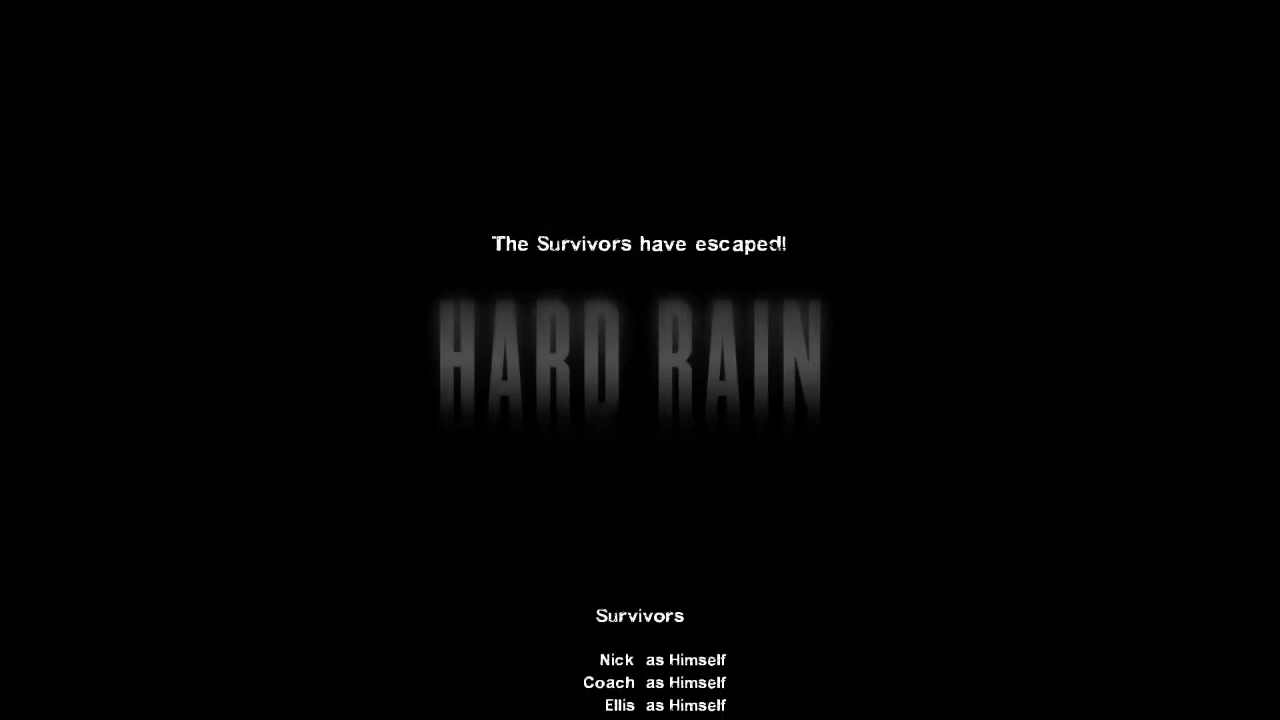 The Survivors have escaped!
HARD RAIN
Survivors
Nick as Himself
Coach as Himself
Ellis as Himself